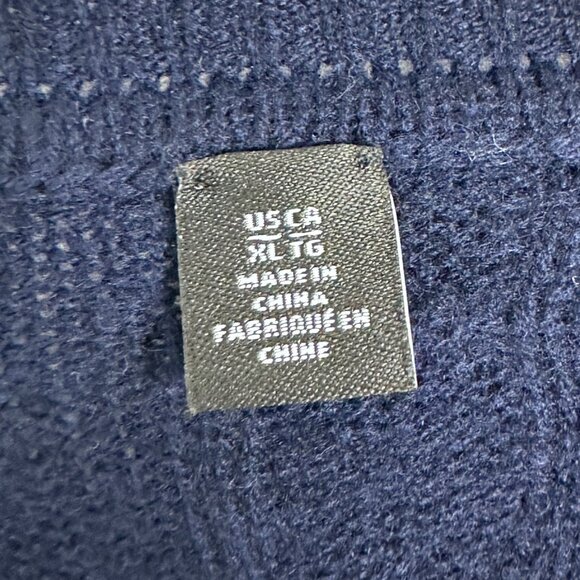 US CA
XL TG
MADE IN
CHINA
FABRIQUÉ EN
CHINE